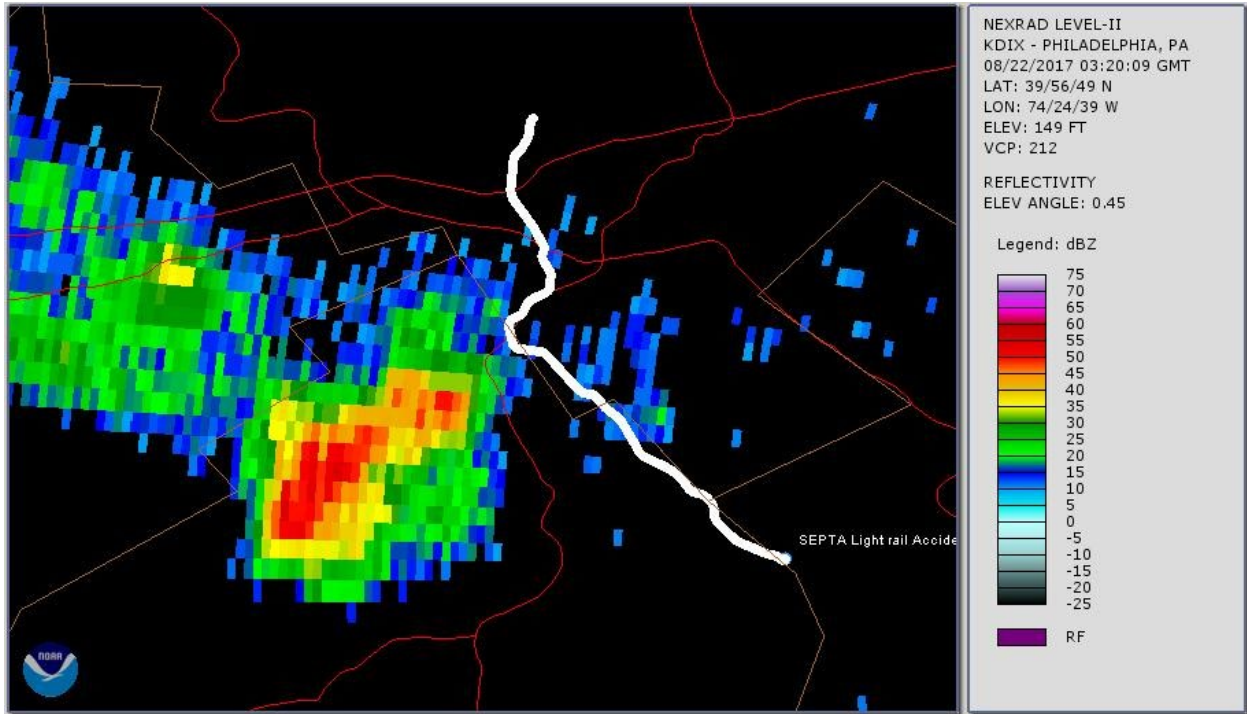 NEXRAD LEVEL-II
KDIX - PHILADELPHIA, PA
08/22/2017 03:20:09 GMT
LAT: 39/56/49 N
LON: 74/24/39 W
ELEV: 149 FT
VCP: 212
REFLECTIVITY
ELEV ANGLE: 0.45
Legend: dBZ
75
70
65
60
55
50
45
40
35
30
25
20
15
10
5
0
-5
-10
-15
-20
-25
RF
SEPTA Light rail Accide
NOAA